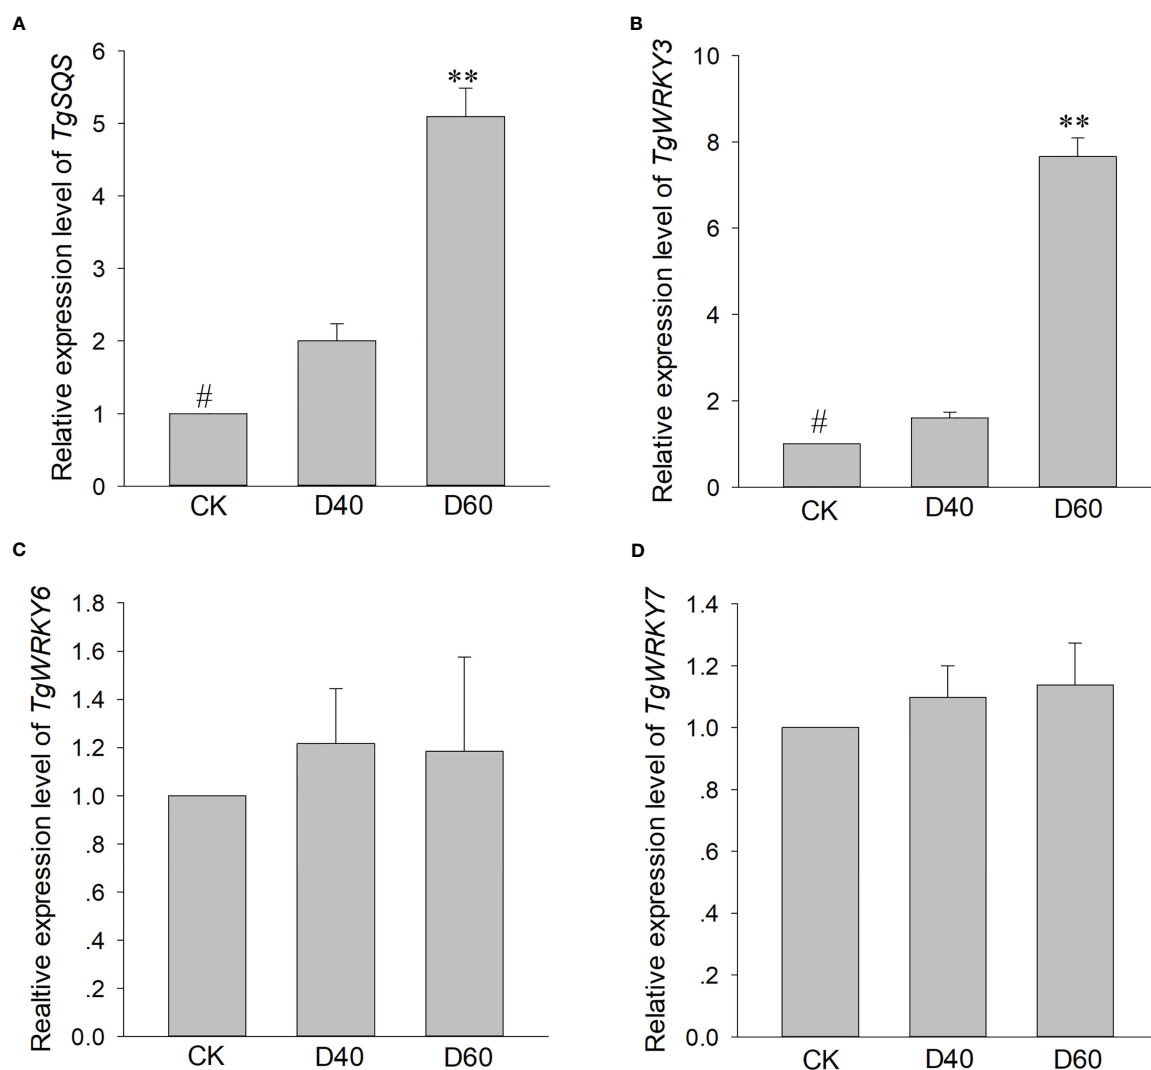 A
Relative expression level of TgSQS
6
5
4
3
2
1
0
#
**
CK D40 D60
B
Relative expression level of TgWRKY3
10
8
6
4
2
0
#
**
CK D40 D60
C
Realtive expression level of TgWRKY6
1.8
1.6
1.4
1.2
1.0
.8
.6
.4
.2
0.0
CK D40 D60
D
Relative expression level of TgWRKY7
1.4
1.2
1.0
.8
.6
.4
.2
0.0
CK D40 D60